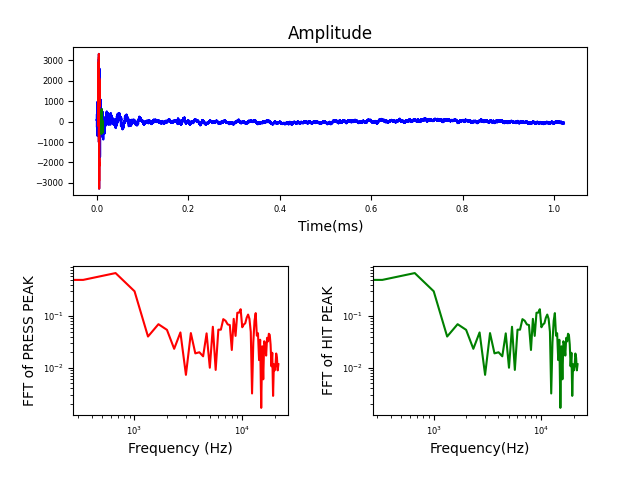 Amplitude
3000
2000
1000
0
−1000
−2000
−3000
0.0 0.2 0.4 0.6 0.8 1.0
Time(ms)
FFT of PRESS PEAK
10⁻¹
10⁻²
10³ 10⁴
Frequency (Hz)
FFT of HIT PEAK
10⁻¹
10⁻²
10³ 10⁴
Frequency(Hz)